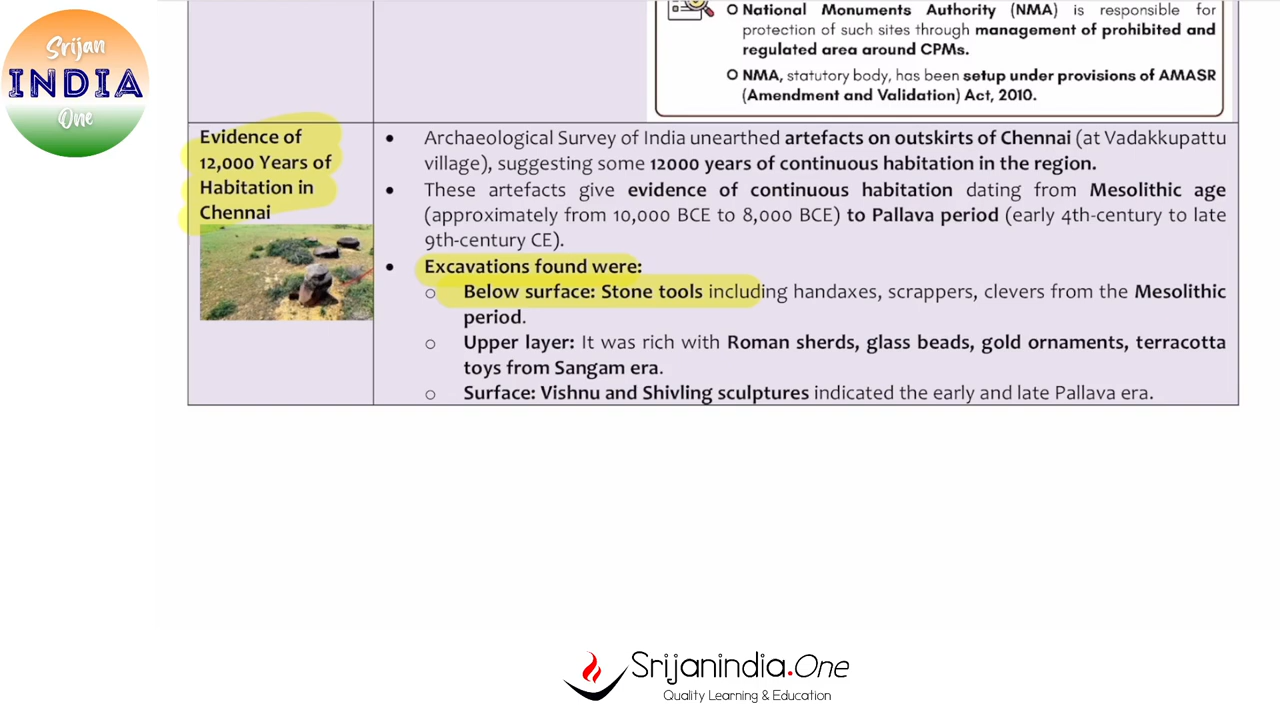 Srijan
INDIA
One
National Monuments Authority (NMA) is responsible for
protection of such sites through management of prohibited and
regulated area around CPMs.
NMA, statutory body, has been setup under provisions of AMASR
(Amendment and Validation) Act, 2010.
Evidence of
12,000 Years of
Habitation in
Chennai
• Archaeological Survey of India unearthed artefacts on outskirts of Chennai (at Vadakkupattu
village), suggesting some 12000 years of continuous habitation in the region.
• These artefacts give evidence of continuous habitation dating from Mesolithic age
(approximately from 10,000 BCE to 8,000 BCE) to Pallava period (early 4th-century to late
9th-century CE).
• Excavations found were:
o Below surface: Stone tools including handaxes, scrappers, clevers from the Mesolithic
period.
o Upper layer: It was rich with Roman sherds, glass beads, gold ornaments, terracotta
toys from Sangam era.
o Surface: Vishnu and Shivling sculptures indicated the early and late Pallava era.
Srijanindia.One
Quality Learning & Education